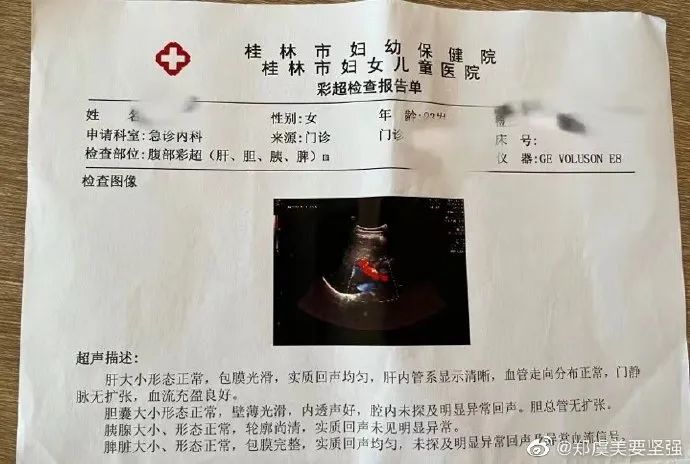 桂林市妇幼保健院
桂林市妇女儿童医院
彩超检查报告单
姓 性别:女 年龄:
申请科室:急诊内科 来源:门诊 门诊 床号:
检查部位:腹部彩超(肝、胆、胰、脾) 仪器:GE VOLUSON E8
检查图像
超声描述:
肝大小形态正常,包膜光滑,实质回声均匀,肝内管系显示清晰,血管走向分布正常,门静
脉无扩张,血流充盈良好。
胆囊大小形态正常,壁薄光滑,内透声好,腔内未探及明显异常回声。胆总管无扩张。
胰腺大小、形态正常,轮廓尚清,实质回声未见明显异常。
脾脏大小、形态正常,包膜完整,实质回声均匀,未探及明显异常回声及异常血流信号。
@郑虞美要坚强